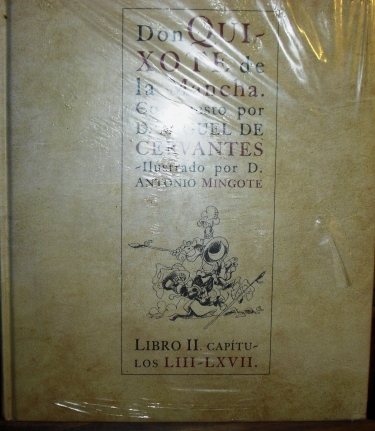 Don QUI-
XOTE de
la Mancha.
Compuesto por
D. MIGUEL DE
CERVANTES
-Ilustrado por D.
ANTONIO MINGOTE
LIBRO II. CAPÍTU-
LOS LIII-LXVII.